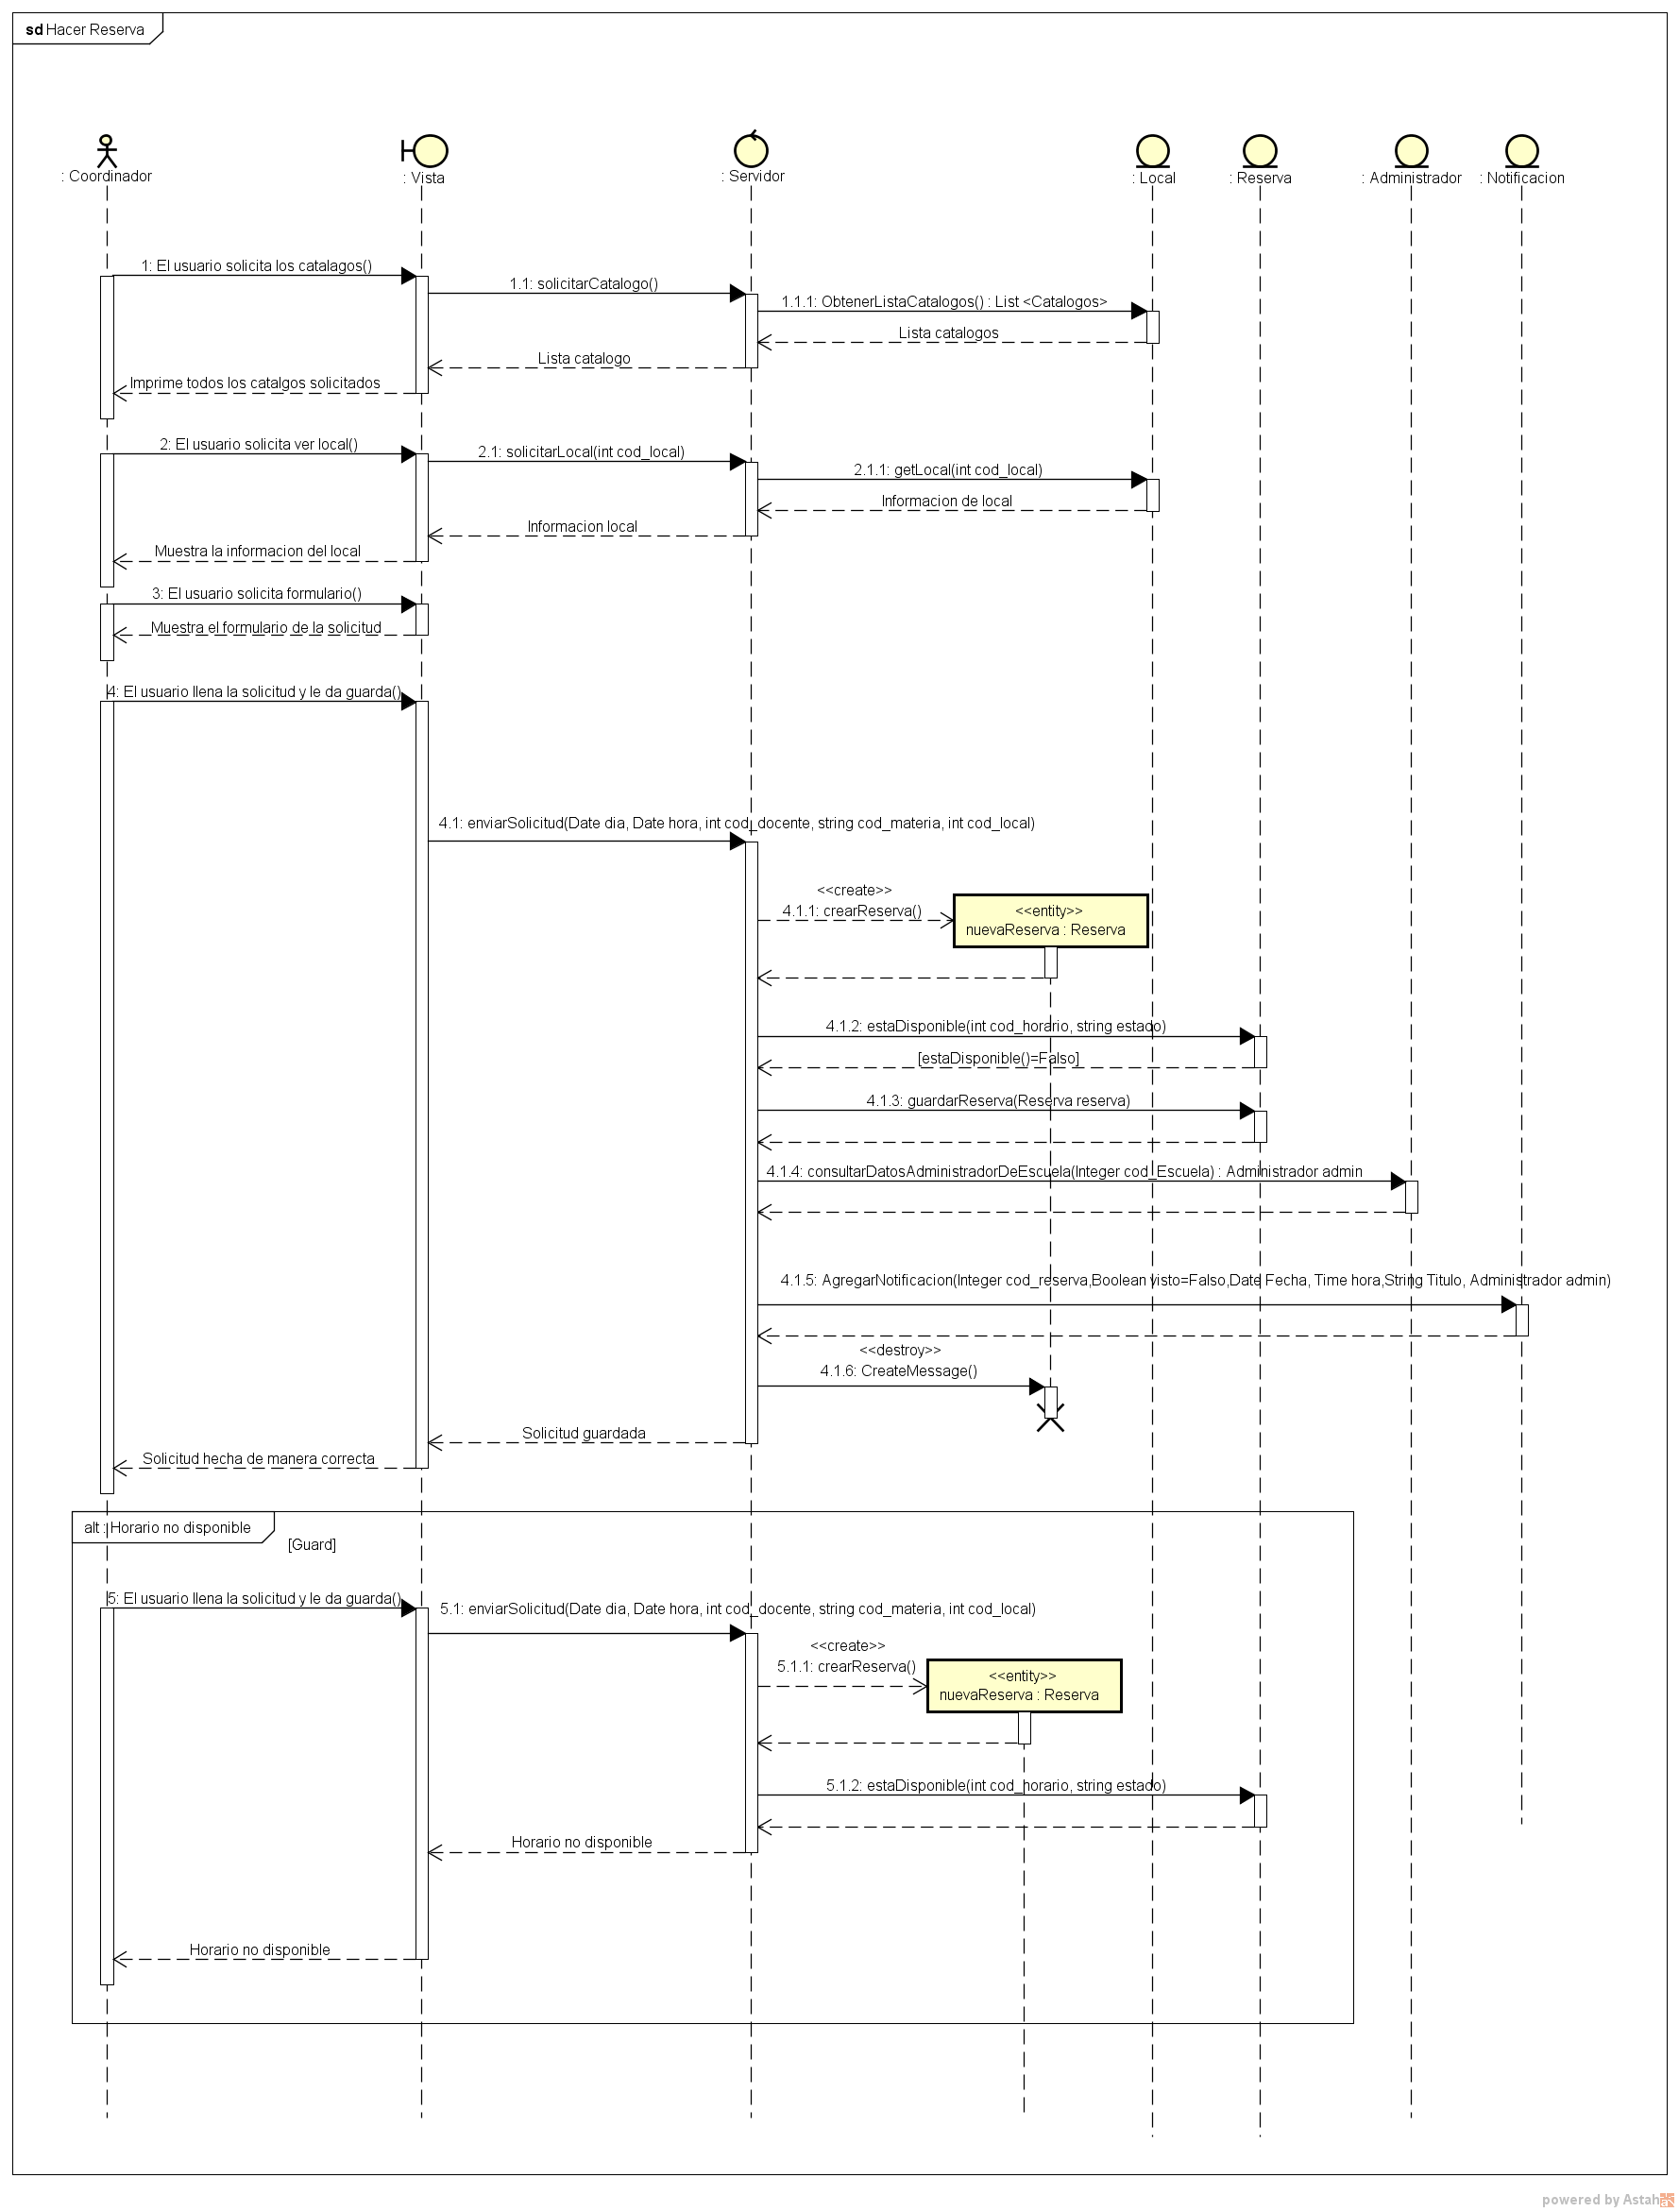 sd Hacer Reserva
: Coordinador
: Vista
: Servidor
: Local
: Reserva
: Administrador
: Notificacion
1: El usuario solicita los catalagos()
1.1: solicitarCatalogo()
1.1.1: ObtenerListaCatalogos() : List <Catalogos>
Lista catalogos
Lista catalogo
Imprime todos los catalgos solicitados
2: El usuario solicita ver local()
2.1: solicitarLocal(int cod_local)
2.1.1: getLocal(int cod_local)
Informacion de local
Informacion local
Muestra la informacion del local
3: El usuario solicita formulario()
Muestra el formulario de la solicitud
4: El usuario llena la solicitud y le da guarda()
4.1: enviarSolicitud(Date dia, Date hora, int cod_docente, string cod_materia, int cod_local)
<<create>>
4.1.1: crearReserva()
<<entity>>
nuevaReserva : Reserva
4.1.2: estaDisponible(int cod_horario, string estado)
[estaDisponible()=Falso]
4.1.3: guardarReserva(Reserva reserva)
4.1.4: consultarDatosAdministradorDeEscuela(Integer cod_Escuela) : Administrador admin
4.1.5: AgregarNotificacion(Integer cod_reserva,Boolean visto=Falso,Date Fecha, Time hora,String Titulo, Administrador admin)
<<destroy>>
4.1.6: CreateMessage()
Solicitud guardada
Solicitud hecha de manera correcta
alt : Horario no disponible
[Guard]
5: El usuario llena la solicitud y le da guarda()
5.1: enviarSolicitud(Date dia, Date hora, int cod_docente, string cod_materia, int cod_local)
<<create>>
5.1.1: crearReserva()
<<entity>>
nuevaReserva : Reserva
5.1.2: estaDisponible(int cod_horario, string estado)
Horario no disponible
Horario no disponible
powered by Astah